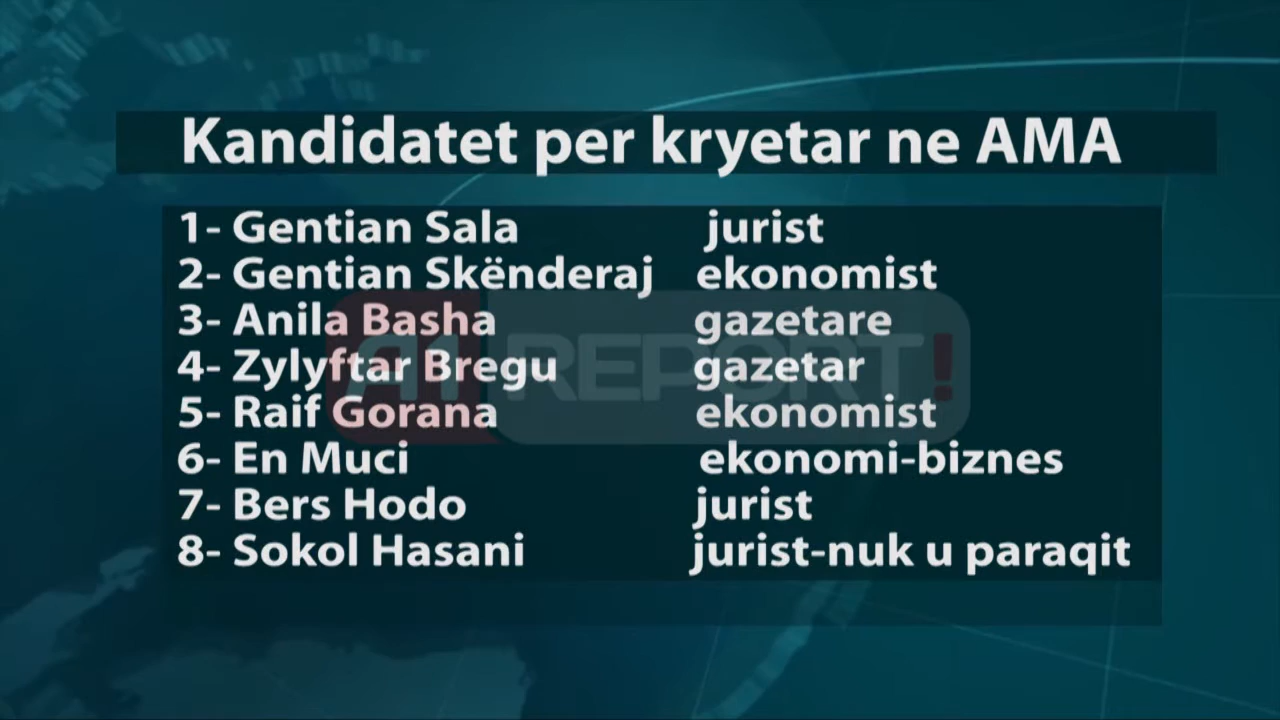 Kandidatet per kryetar ne AMA
1- Gentian Sala jurist
2- Gentian Skënderaj ekonomist
3- Anila Basha gazetare
4- Zylyftar Bregu gazetar
5- Raif Gorana ekonomist
6- En Muci ekonomi-biznes
7- Bers Hodo jurist
8- Sokol Hasani jurist-nuk u paraqit
A1 REPORT!